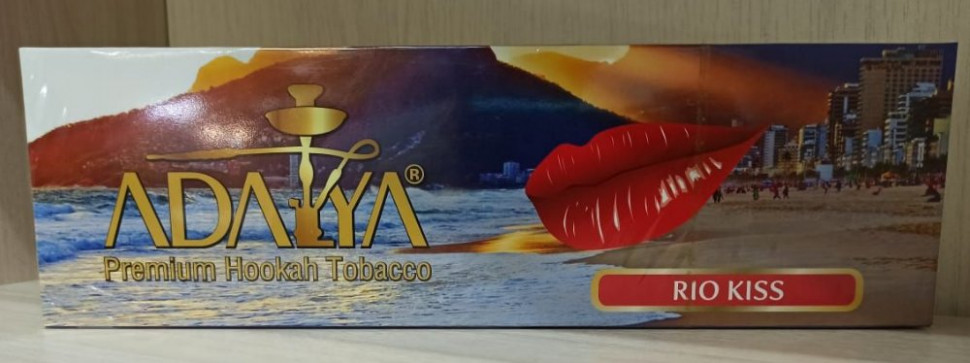 ADALYA®
Premium Hookah Tobacco
RIO KISS